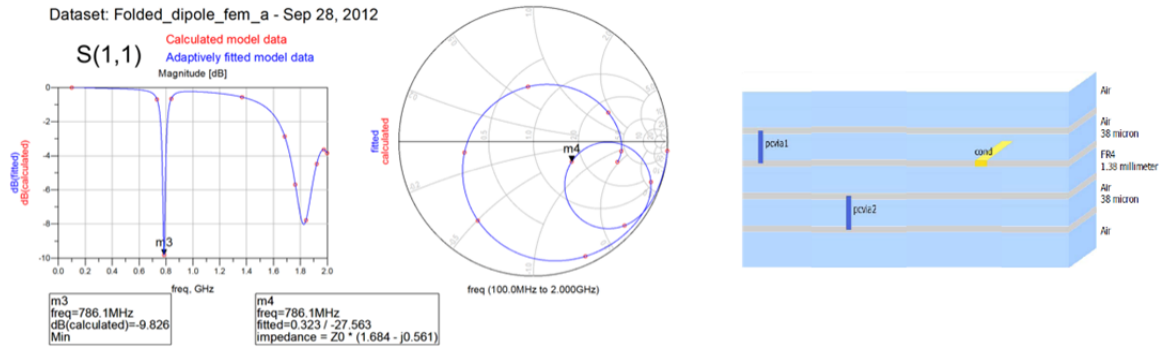 Dataset: Folded_dipole_fem_a - Sep 28, 2012
S(1,1)
Calculated model data
Adaptively fitted model data
Magnitude [dB]
dB(fitted)
dB(calculated)
0
-2
-4
-6
-8
-10
m3
0.0 0.2 0.4 0.6 0.8 1.0 1.2 1.4 1.6 1.8 2.0
freq, GHz
m3
freq=786.1MHz
dB(calculated)=-9.826
Min
fitted
calculated
m4
freq (100.0MHz to 2.000GHz)
m4
freq=786.1MHz
fitted=0.323 / -27.563
impedance = Z0 * (1.684 - j0.561)
pcvia1
cond
pcvia2
Air
Air
38 micron
FR4
1.38 millimeter
Air
38 micron
Air